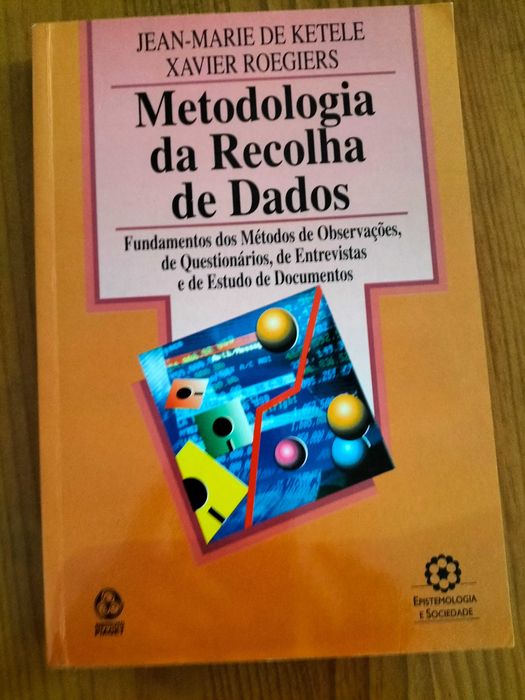 JEAN-MARIE DE KETELE
XAVIER ROEGIERS
Metodologia
da Recolha
de Dados
Fundamentos dos Métodos de Observações,
de Questionários, de Entrevistas
e de Estudo de Documentos
PIAGET
EPISTEMOLOGIA
E SOCIEDADE